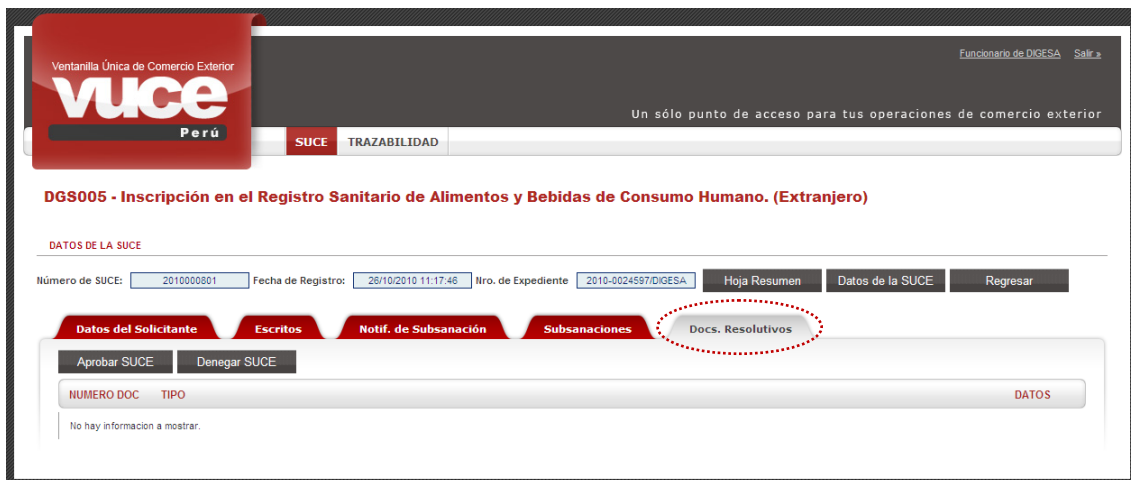 Ventanilla Única de Comercio Exterior
vuce
Perú
Funcionario de DIGESA Salir »
Un sólo punto de acceso para tus operaciones de comercio exterior
SUCE TRAZABILIDAD
DGS005 - Inscripción en el Registro Sanitario de Alimentos y Bebidas de Consumo Humano. (Extranjero)
DATOS DE LA SUCE
Número de SUCE: 2010000801 Fecha de Registro: 26/10/2010 11:17:46 Nro. de Expediente 2010-0024597/DIGESA Hoja Resumen Datos de la SUCE Regresar
Datos del Solicitante Escritos Notif. de Subsanación Subsanaciones Docs. Resolutivos
Aprobar SUCE Denegar SUCE
NUMERO DOC TIPO DATOS
No hay informacion a mostrar.